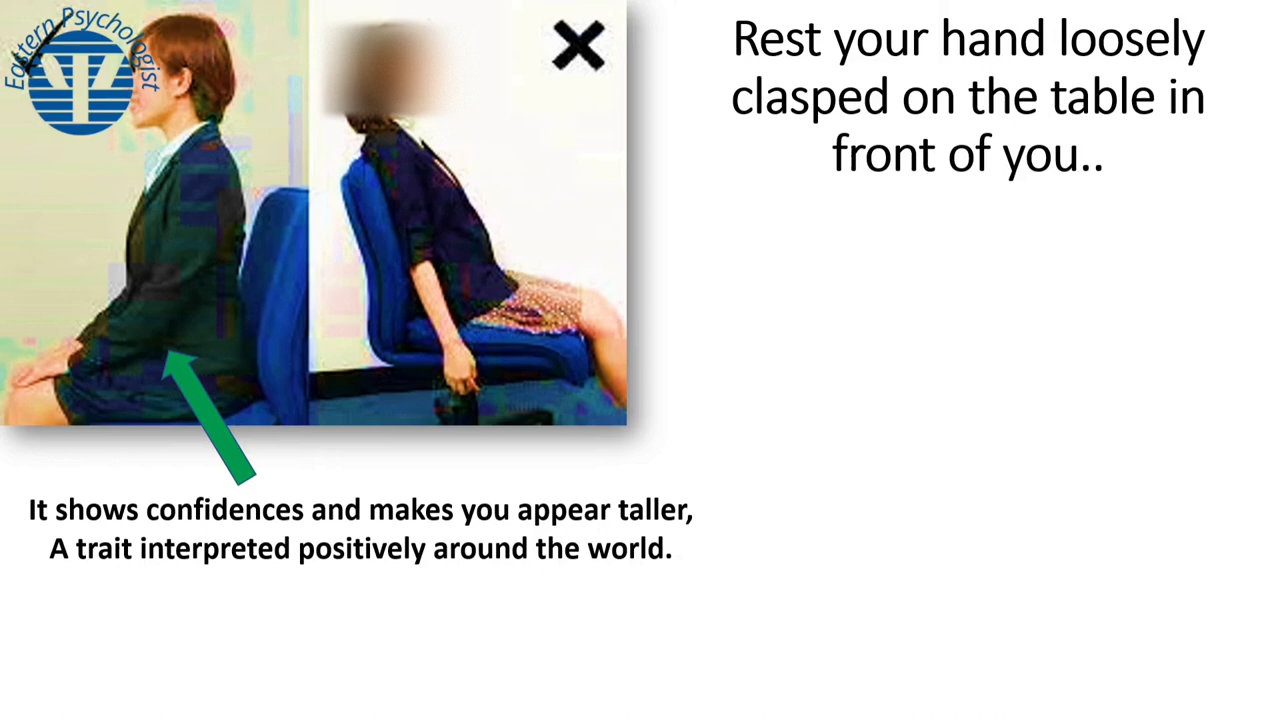 Eastern Psychologist
Rest your hand loosely
clasped on the table in
front of you..
It shows confidences and makes you appear taller,
A trait interpreted positively around the world.